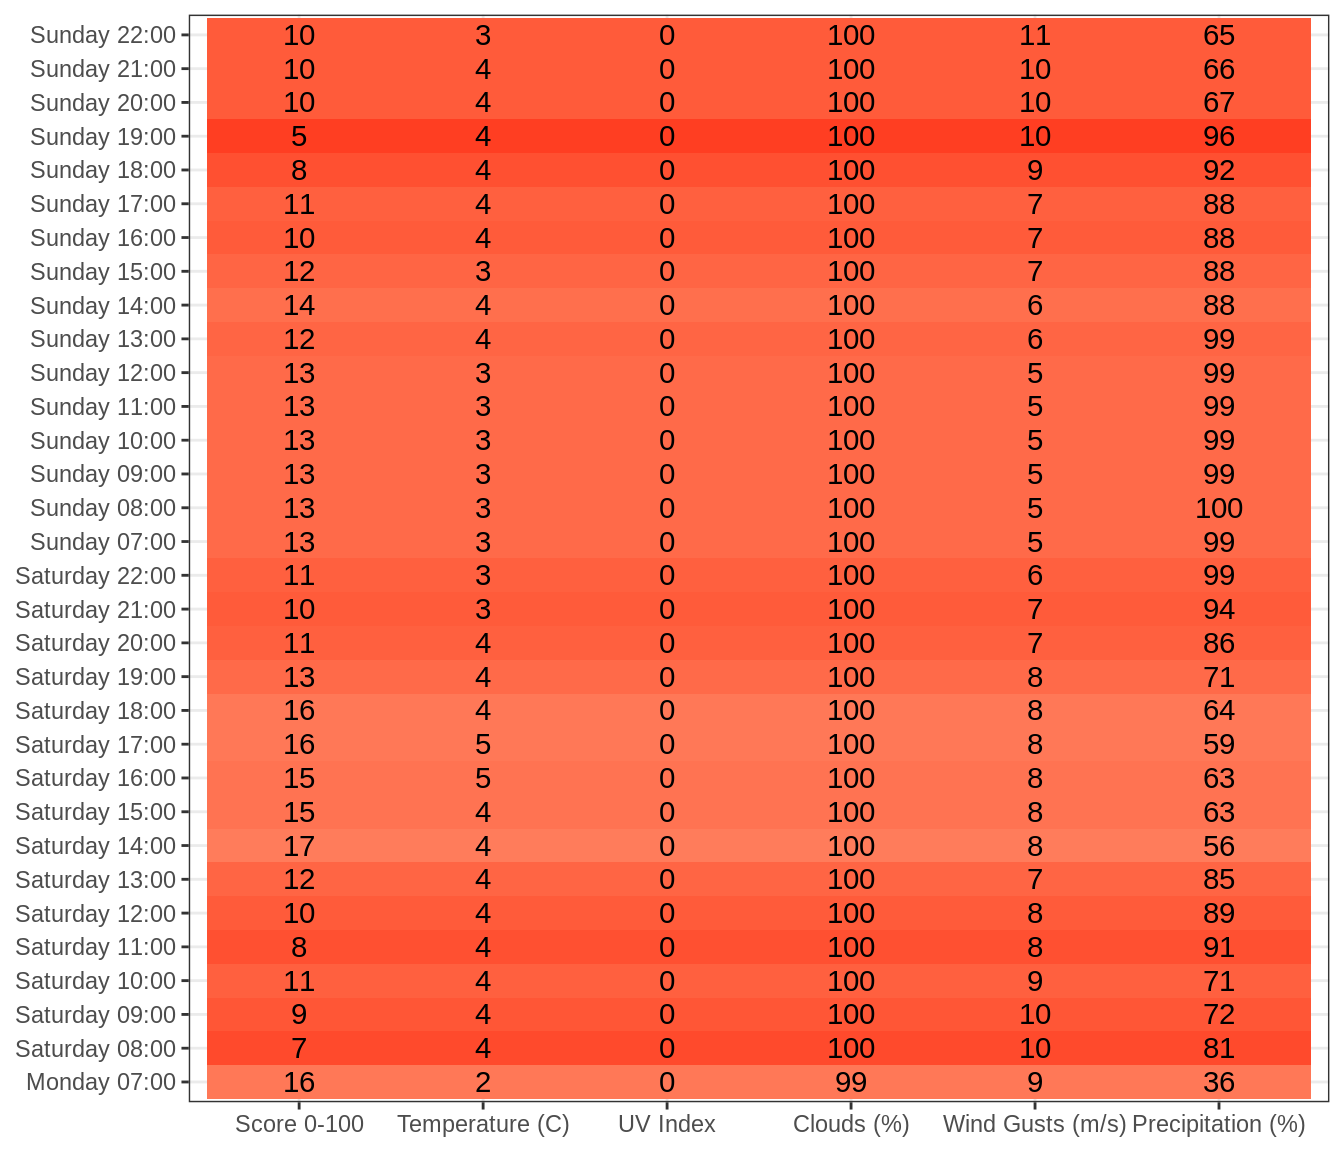 Sunday 22:00 10 3 0 100 11 65
Sunday 21:00 10 4 0 100 10 66
Sunday 20:00 10 4 0 100 10 67
Sunday 19:00 5 4 0 100 10 96
Sunday 18:00 8 4 0 100 9 92
Sunday 17:00 11 4 0 100 7 88
Sunday 16:00 10 4 0 100 7 88
Sunday 15:00 12 3 0 100 7 88
Sunday 14:00 14 4 0 100 6 88
Sunday 13:00 12 4 0 100 6 99
Sunday 12:00 13 3 0 100 5 99
Sunday 11:00 13 3 0 100 5 99
Sunday 10:00 13 3 0 100 5 99
Sunday 09:00 13 3 0 100 5 99
Sunday 08:00 13 3 0 100 5 100
Sunday 07:00 13 3 0 100 5 99
Saturday 22:00 11 3 0 100 6 99
Saturday 21:00 10 3 0 100 7 94
Saturday 20:00 11 4 0 100 7 86
Saturday 19:00 13 4 0 100 8 71
Saturday 18:00 16 4 0 100 8 64
Saturday 17:00 16 5 0 100 8 59
Saturday 16:00 15 5 0 100 8 63
Saturday 15:00 15 4 0 100 8 63
Saturday 14:00 17 4 0 100 8 56
Saturday 13:00 12 4 0 100 7 85
Saturday 12:00 10 4 0 100 8 89
Saturday 11:00 8 4 0 100 8 91
Saturday 10:00 11 4 0 100 9 71
Saturday 09:00 9 4 0 100 10 72
Saturday 08:00 7 4 0 100 10 81
Monday 07:00 16 2 0 99 9 36
Score 0-100 Temperature (C) UV Index Clouds (%) Wind Gusts (m/s) Precipitation (%)